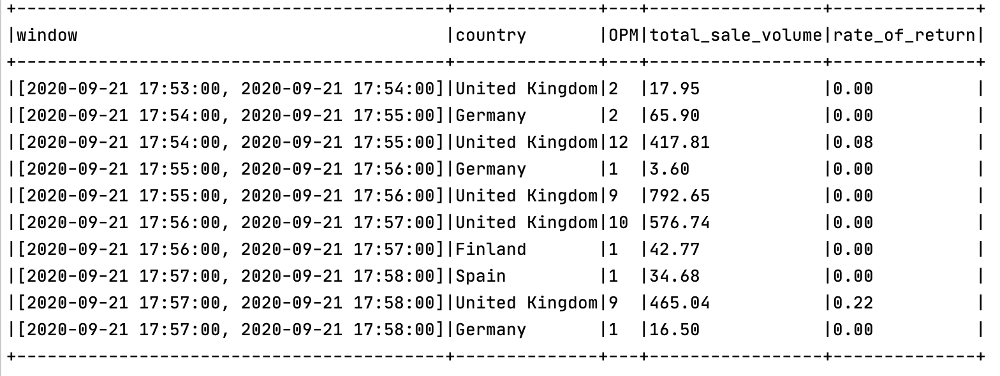 +------------------------------------------+--------------+---+-----------------+--------------+
|window                                    |country       |OPM|total_sale_volume|rate_of_return|
+------------------------------------------+--------------+---+-----------------+--------------+
|[2020-09-21 17:53:00, 2020-09-21 17:54:00]|United Kingdom|2  |17.95            |0.00          |
|[2020-09-21 17:54:00, 2020-09-21 17:55:00]|Germany       |2  |65.90            |0.00          |
|[2020-09-21 17:54:00, 2020-09-21 17:55:00]|United Kingdom|12 |417.81           |0.08          |
|[2020-09-21 17:55:00, 2020-09-21 17:56:00]|Germany       |1  |3.60             |0.00          |
|[2020-09-21 17:55:00, 2020-09-21 17:56:00]|United Kingdom|9  |792.65           |0.00          |
|[2020-09-21 17:56:00, 2020-09-21 17:57:00]|United Kingdom|10 |576.74           |0.00          |
|[2020-09-21 17:56:00, 2020-09-21 17:57:00]|Finland       |1  |42.77            |0.00          |
|[2020-09-21 17:57:00, 2020-09-21 17:58:00]|Spain         |1  |34.68            |0.00          |
|[2020-09-21 17:57:00, 2020-09-21 17:58:00]|United Kingdom|9  |465.04           |0.22          |
|[2020-09-21 17:57:00, 2020-09-21 17:58:00]|Germany       |1  |16.50            |0.00          |
+------------------------------------------+--------------+---+-----------------+--------------+